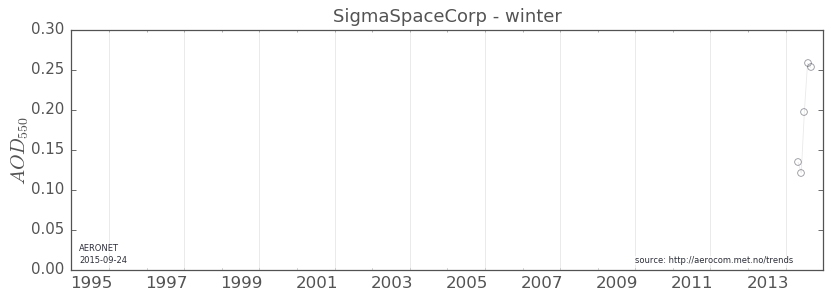 SigmaSpaceCorp - winter
0.30
0.25
0.20
0.15
0.10
0.05
0.00
AOD550
AERONET
2015-09-24
source: http://aerocom.met.no/trends
1995 1997 1999 2001 2003 2005 2007 2009 2011 2013